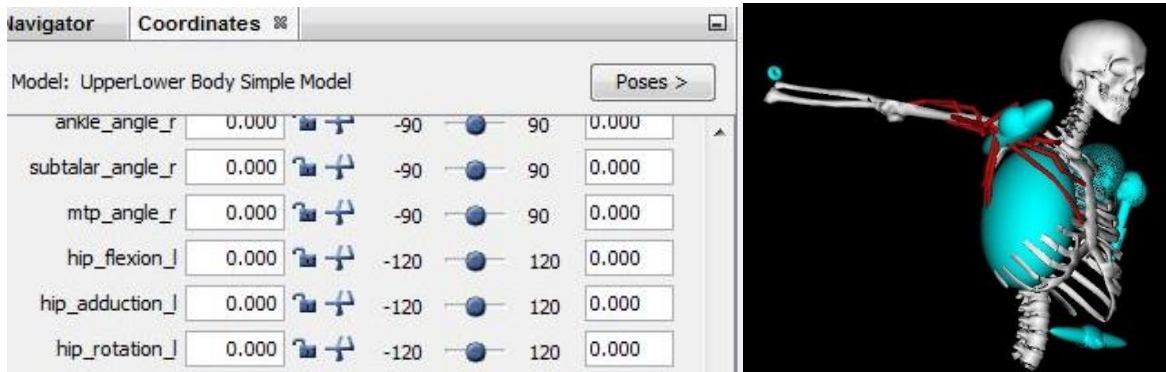 Navigator Coordinates
Model: UpperLower Body Simple Model Poses >
ankle_angle_r 0.000 -90 90 0.000
subtalar_angle_r 0.000 -90 90 0.000
mtp_angle_r 0.000 -90 90 0.000
hip_flexion_l 0.000 -120 120 0.000
hip_adduction_l 0.000 -120 120 0.000
hip_rotation_l 0.000 -120 120 0.000